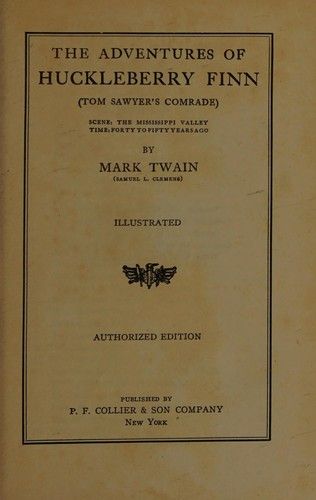 THE ADVENTURES OF
HUCKLEBERRY FINN
(TOM SAWYER'S COMRADE)
SCENE: THE MISSISSIPPI VALLEY
TIME: FORTY TO FIFTY YEARS AGO
BY
MARK TWAIN
(SAMUEL L. CLEMENS)
ILLUSTRATED
AUTHORIZED EDITION
PUBLISHED BY
P. F. COLLIER & SON COMPANY
NEW YORK